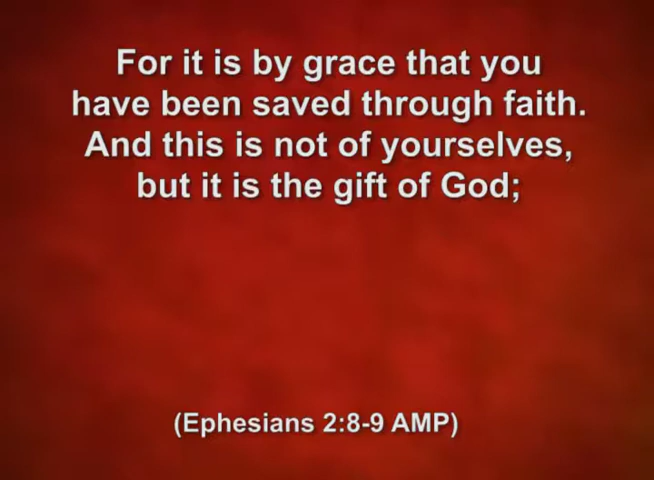 For it is by grace that you
have been saved through faith.
And this is not of yourselves,
but it is the gift of God;
(Ephesians 2:8-9 AMP)